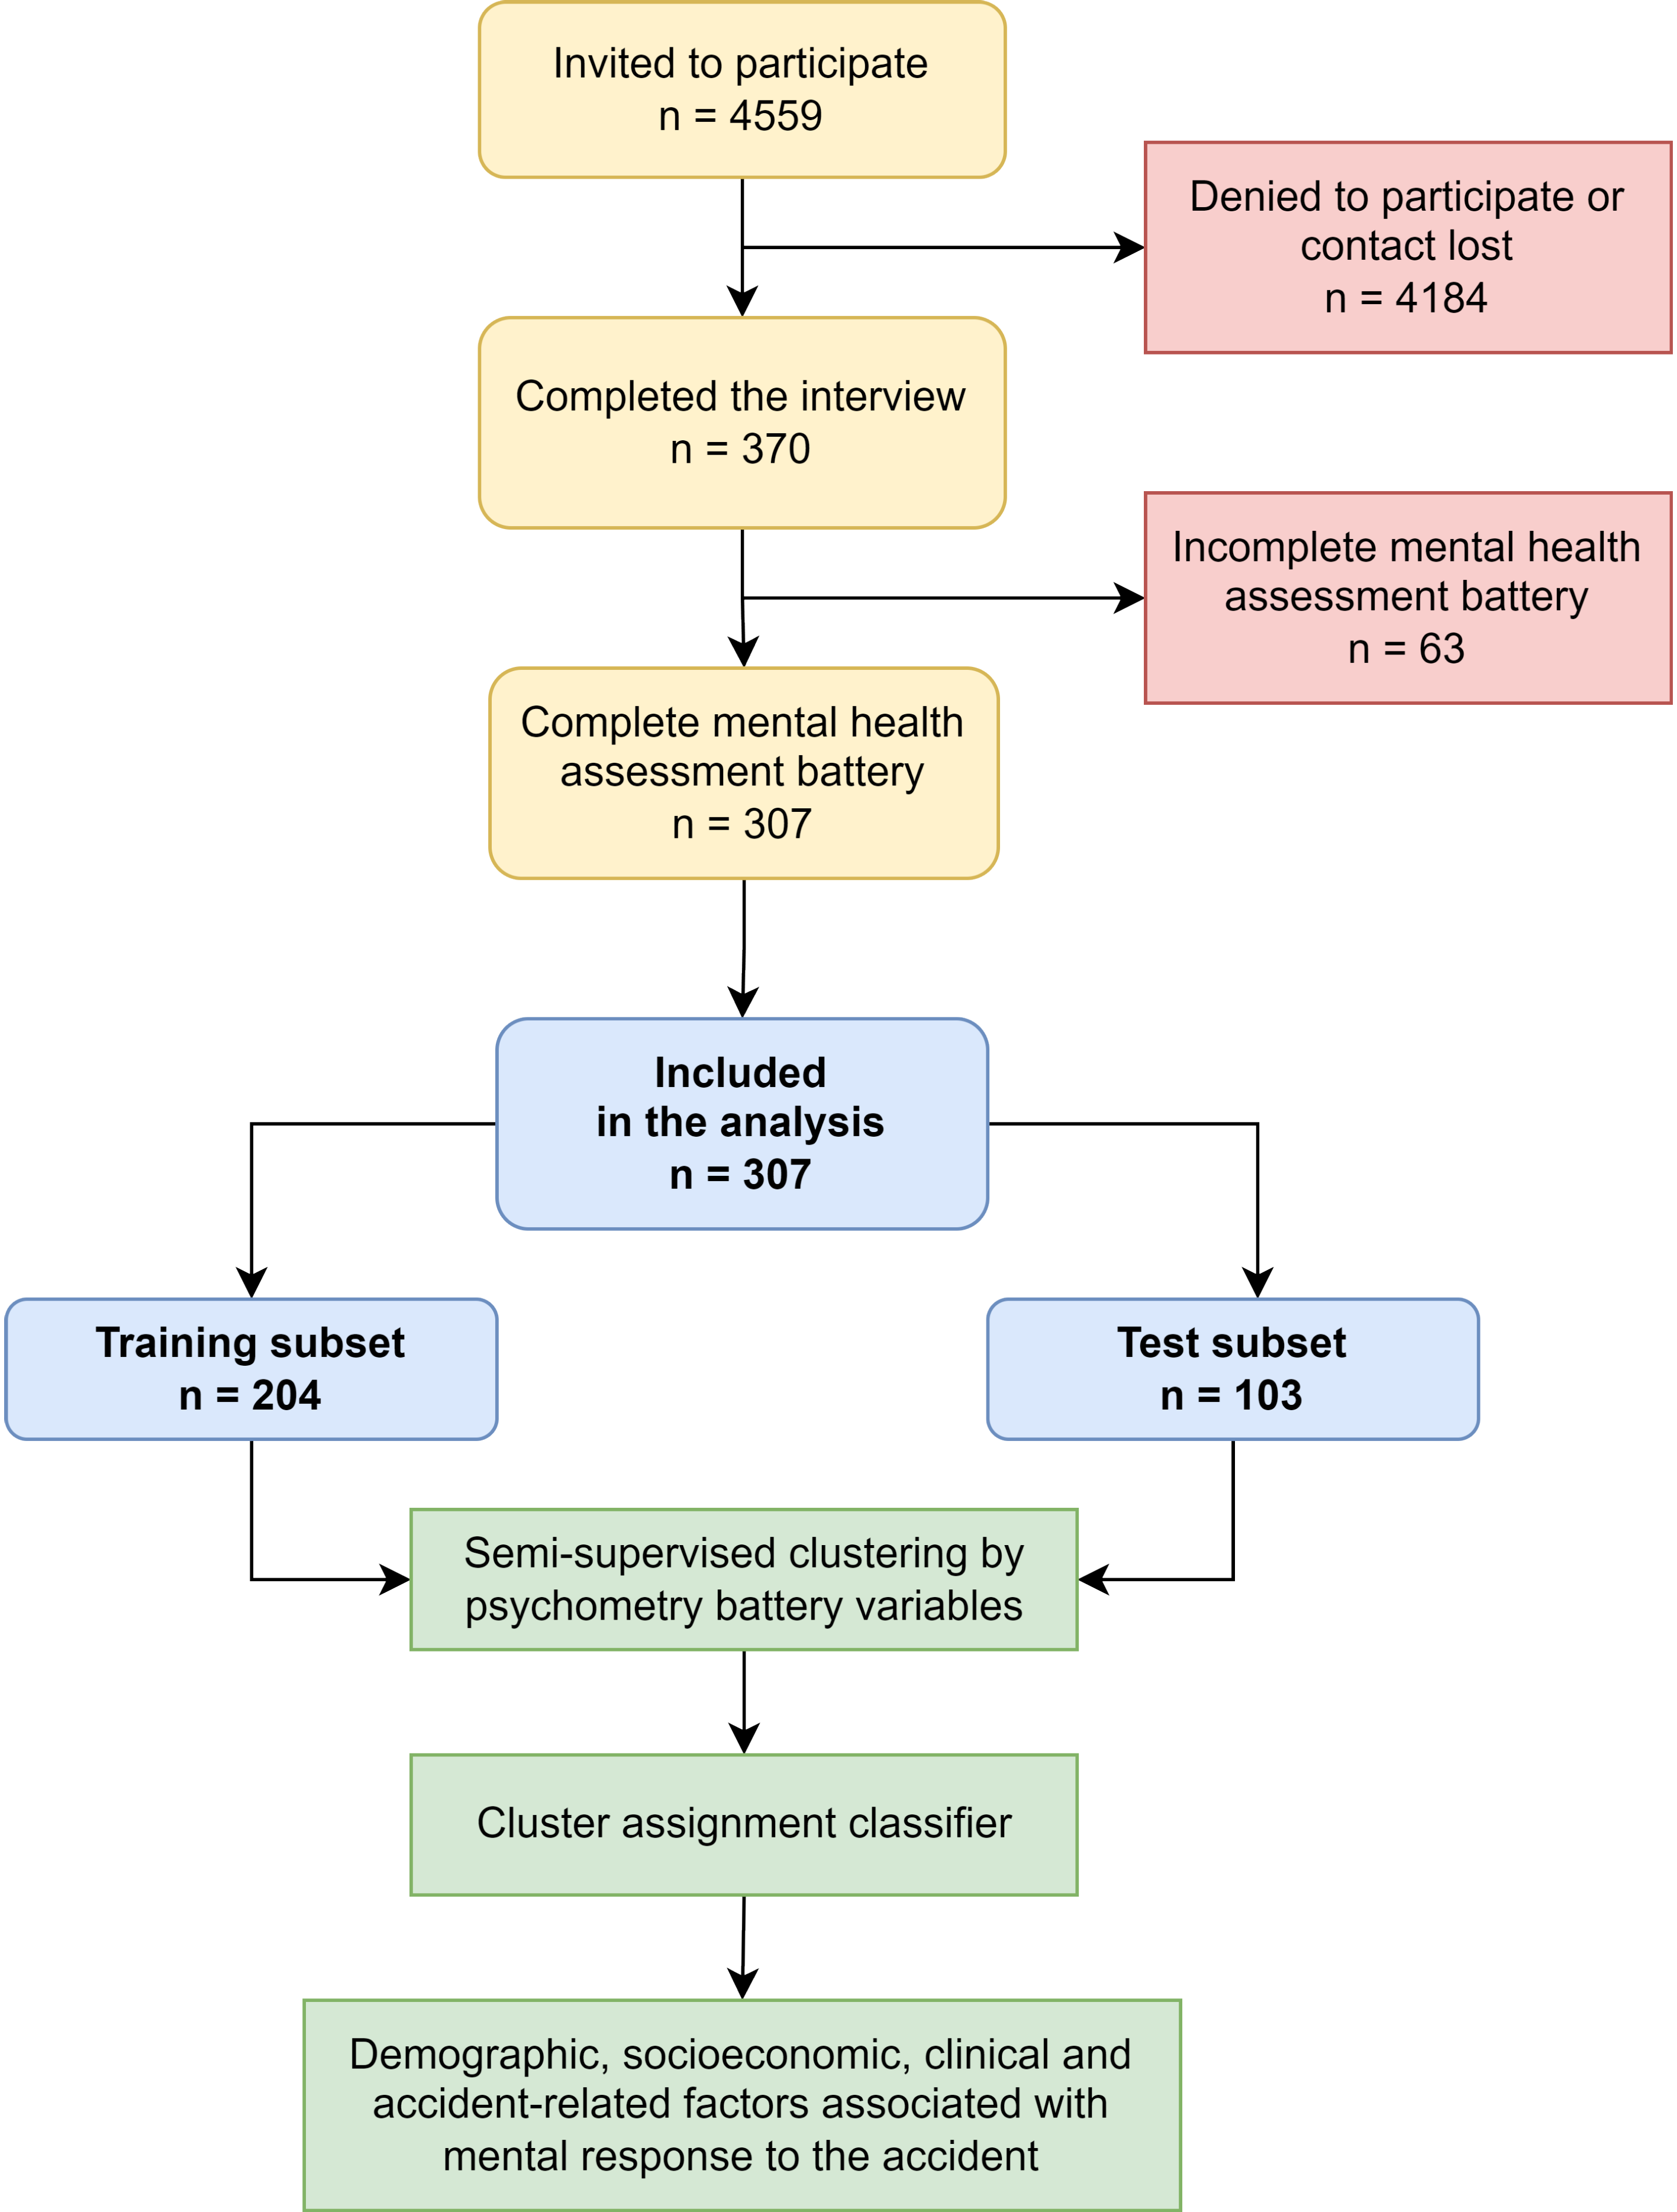 Invited to participate
n = 4559
Denied to participate or
contact lost
n = 4184
Completed the interview
n = 370
Incomplete mental health
assessment battery
n = 63
Complete mental health
assessment battery
n = 307
Included
in the analysis
n = 307
Training subset
n = 204
Test subset
n = 103
Semi-supervised clustering by
psychometry battery variables
Cluster assignment classifier
Demographic, socioeconomic, clinical and
accident-related factors associated with
mental response to the accident